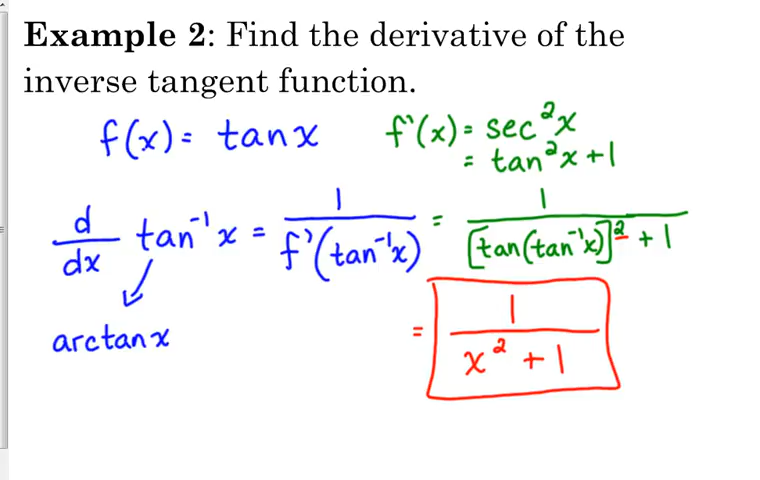 Example 2: Find the derivative of the
inverse tangent function.
f(x) = tan x f'(x) = sec²x
= tan²x + 1
d/dx tan⁻¹x = 1/f'(tan⁻¹x) = 1/[tan(tan⁻¹x)]² + 1
arctan x
= 1/x² + 1